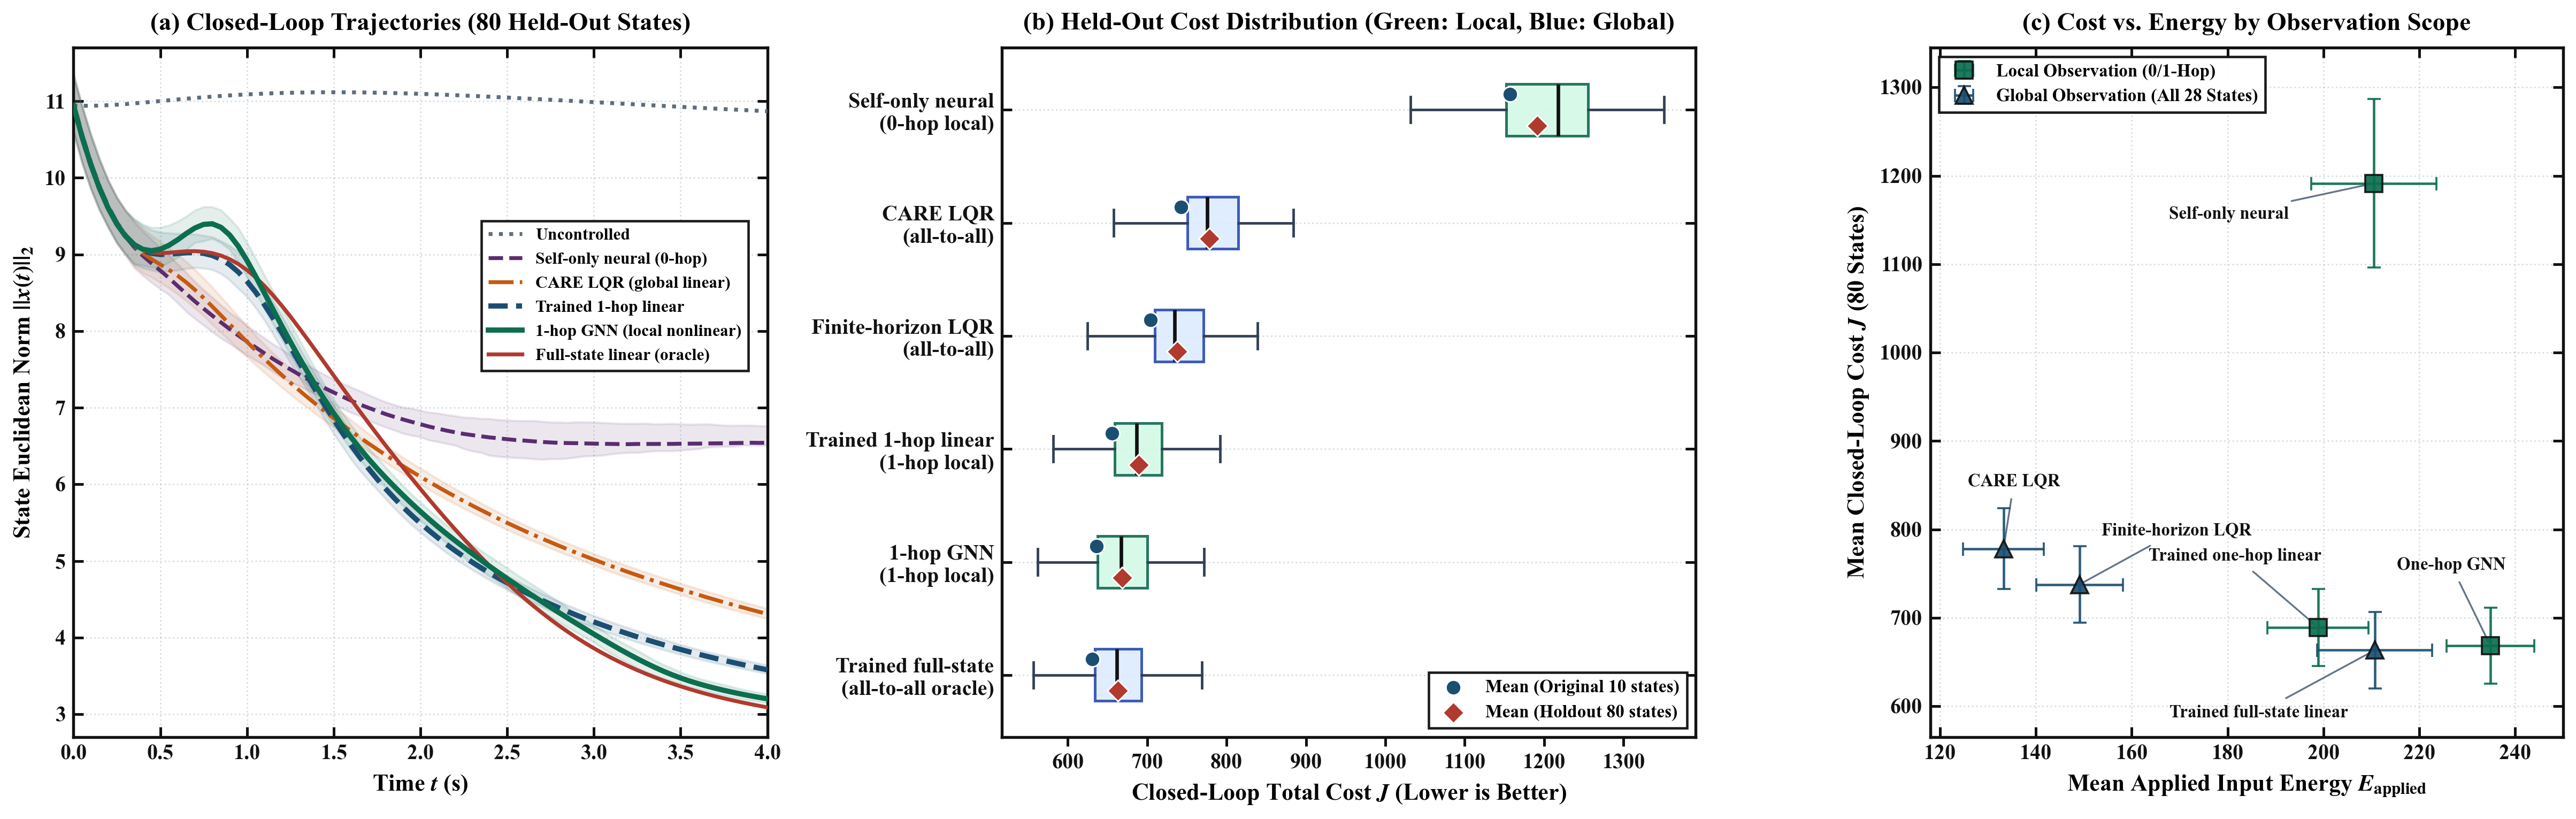 (a) Closed-Loop Trajectories (80 Held-Out States)
State Euclidean Norm ||x(t)||₂
11
10
9
8
7
6
5
4
3
0.0 0.5 1.0 1.5 2.0 2.5 3.0 3.5 4.0
Time t (s)
Uncontrolled
Self-only neural (0-hop)
CARE LQR (global linear)
Trained 1-hop linear
1-hop GNN (local nonlinear)
Full-state linear (oracle)
(b) Held-Out Cost Distribution (Green: Local, Blue: Global)
Self-only neural
(0-hop local)
CARE LQR
(all-to-all)
Finite-horizon LQR
(all-to-all)
Trained 1-hop linear
(1-hop local)
1-hop GNN
(1-hop local)
Trained full-state
(all-to-all oracle)
Mean (Original 10 states)
Mean (Holdout 80 states)
600 700 800 900 1000 1100 1200 1300
Closed-Loop Total Cost J (Lower is Better)
(c) Cost vs. Energy by Observation Scope
Mean Closed-Loop Cost J (80 States)
1300
1200
1100
1000
900
800
700
600
Local Observation (0/1-Hop)
Global Observation (All 28 States)
Self-only neural
CARE LQR
Finite-horizon LQR
Trained one-hop linear
One-hop GNN
Trained full-state linear
120 140 160 180 200 220 240
Mean Applied Input Energy E applied